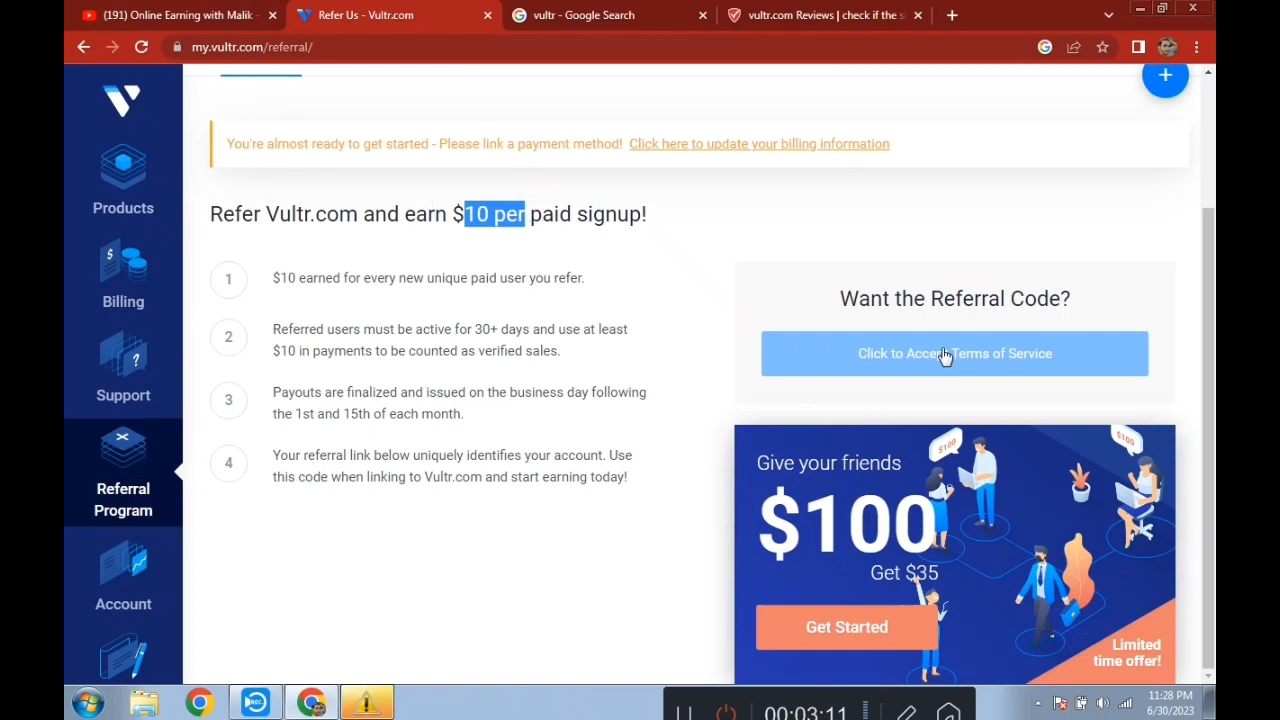 (191) Online Earning with Malik -
Refer Us - Vultr.com
vultr - Google Search
vultr.com Reviews | check if the s
my.vultr.com/referral/
You're almost ready to get started - Please link a payment method! Click here to update your billing information
Products
Billing
Support
Referral
Program
Account
Refer Vultr.com and earn $10 per paid signup!
1
$10 earned for every new unique paid user you refer.
2
Referred users must be active for 30+ days and use at least
$10 in payments to be counted as verified sales.
3
Payouts are finalized and issued on the business day following
the 1st and 15th of each month.
4
Your referral link below uniquely identifies your account. Use
this code when linking to Vultr.com and start earning today!
Want the Referral Code?
Click to Accept Terms of Service
Give your friends
$100
Get $35
Get Started
$100
$100
Limited
time offer!
REC
00:03:11
11:28 PM
6/30/2023